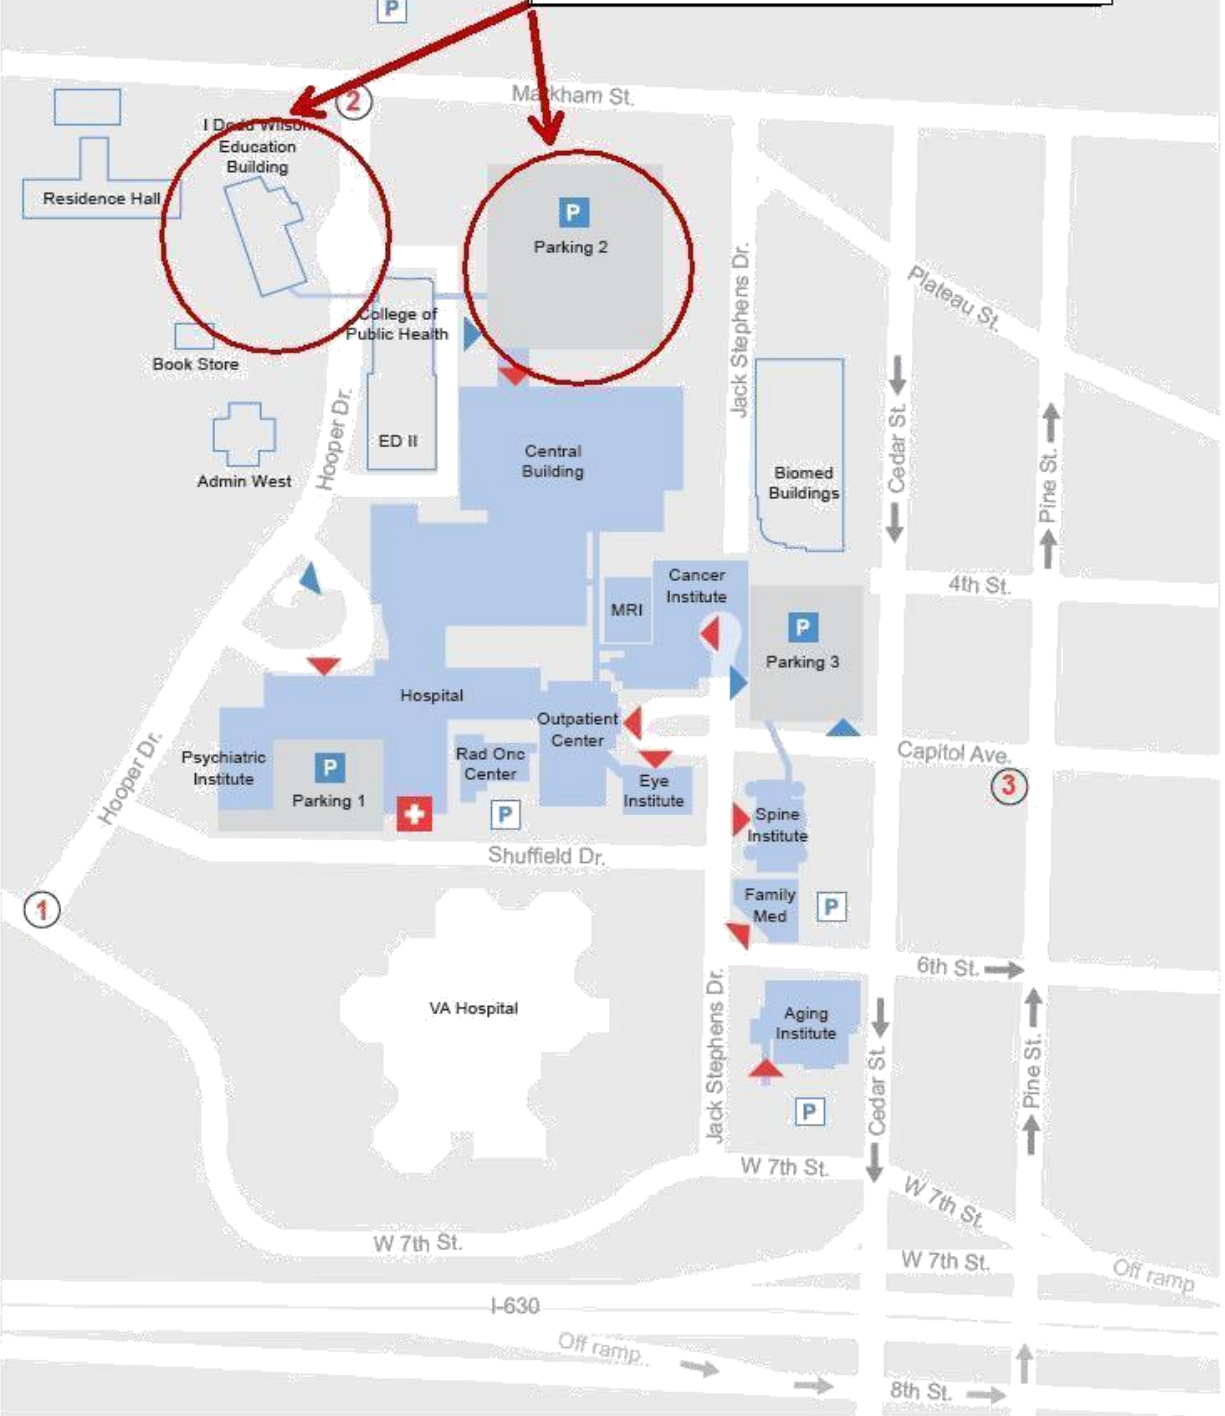 P
Markham St.
2
I Dodd Wilson
Education
Building
Residence Hall
P
Parking 2
Jack Stephens Dr.
Plateau St.
College of
Public Health
Book Store
Hooper Dr.
ED II
Admin West
Central
Building
Cedar St.
Pine St.
Biomed
Buildings
Cancer
Institute
MRI
4th St.
P
Parking 3
Hospital
Outpatient
Center
Psychiatric
Institute
P
Parking 1
Rad Onc
Center
P
Eye
Institute
Capitol Ave.
3
Hooper Dr.
Spine
Institute
Shuffield Dr.
Family
Med
P
1
6th St.
VA Hospital
Aging
Institute
P
Jack Stephens Dr.
Cedar St.
Pine St.
W 7th St.
W 7th St.
W 7th St.
W 7th St.
Off ramp
I-630
Off ramp
8th St.